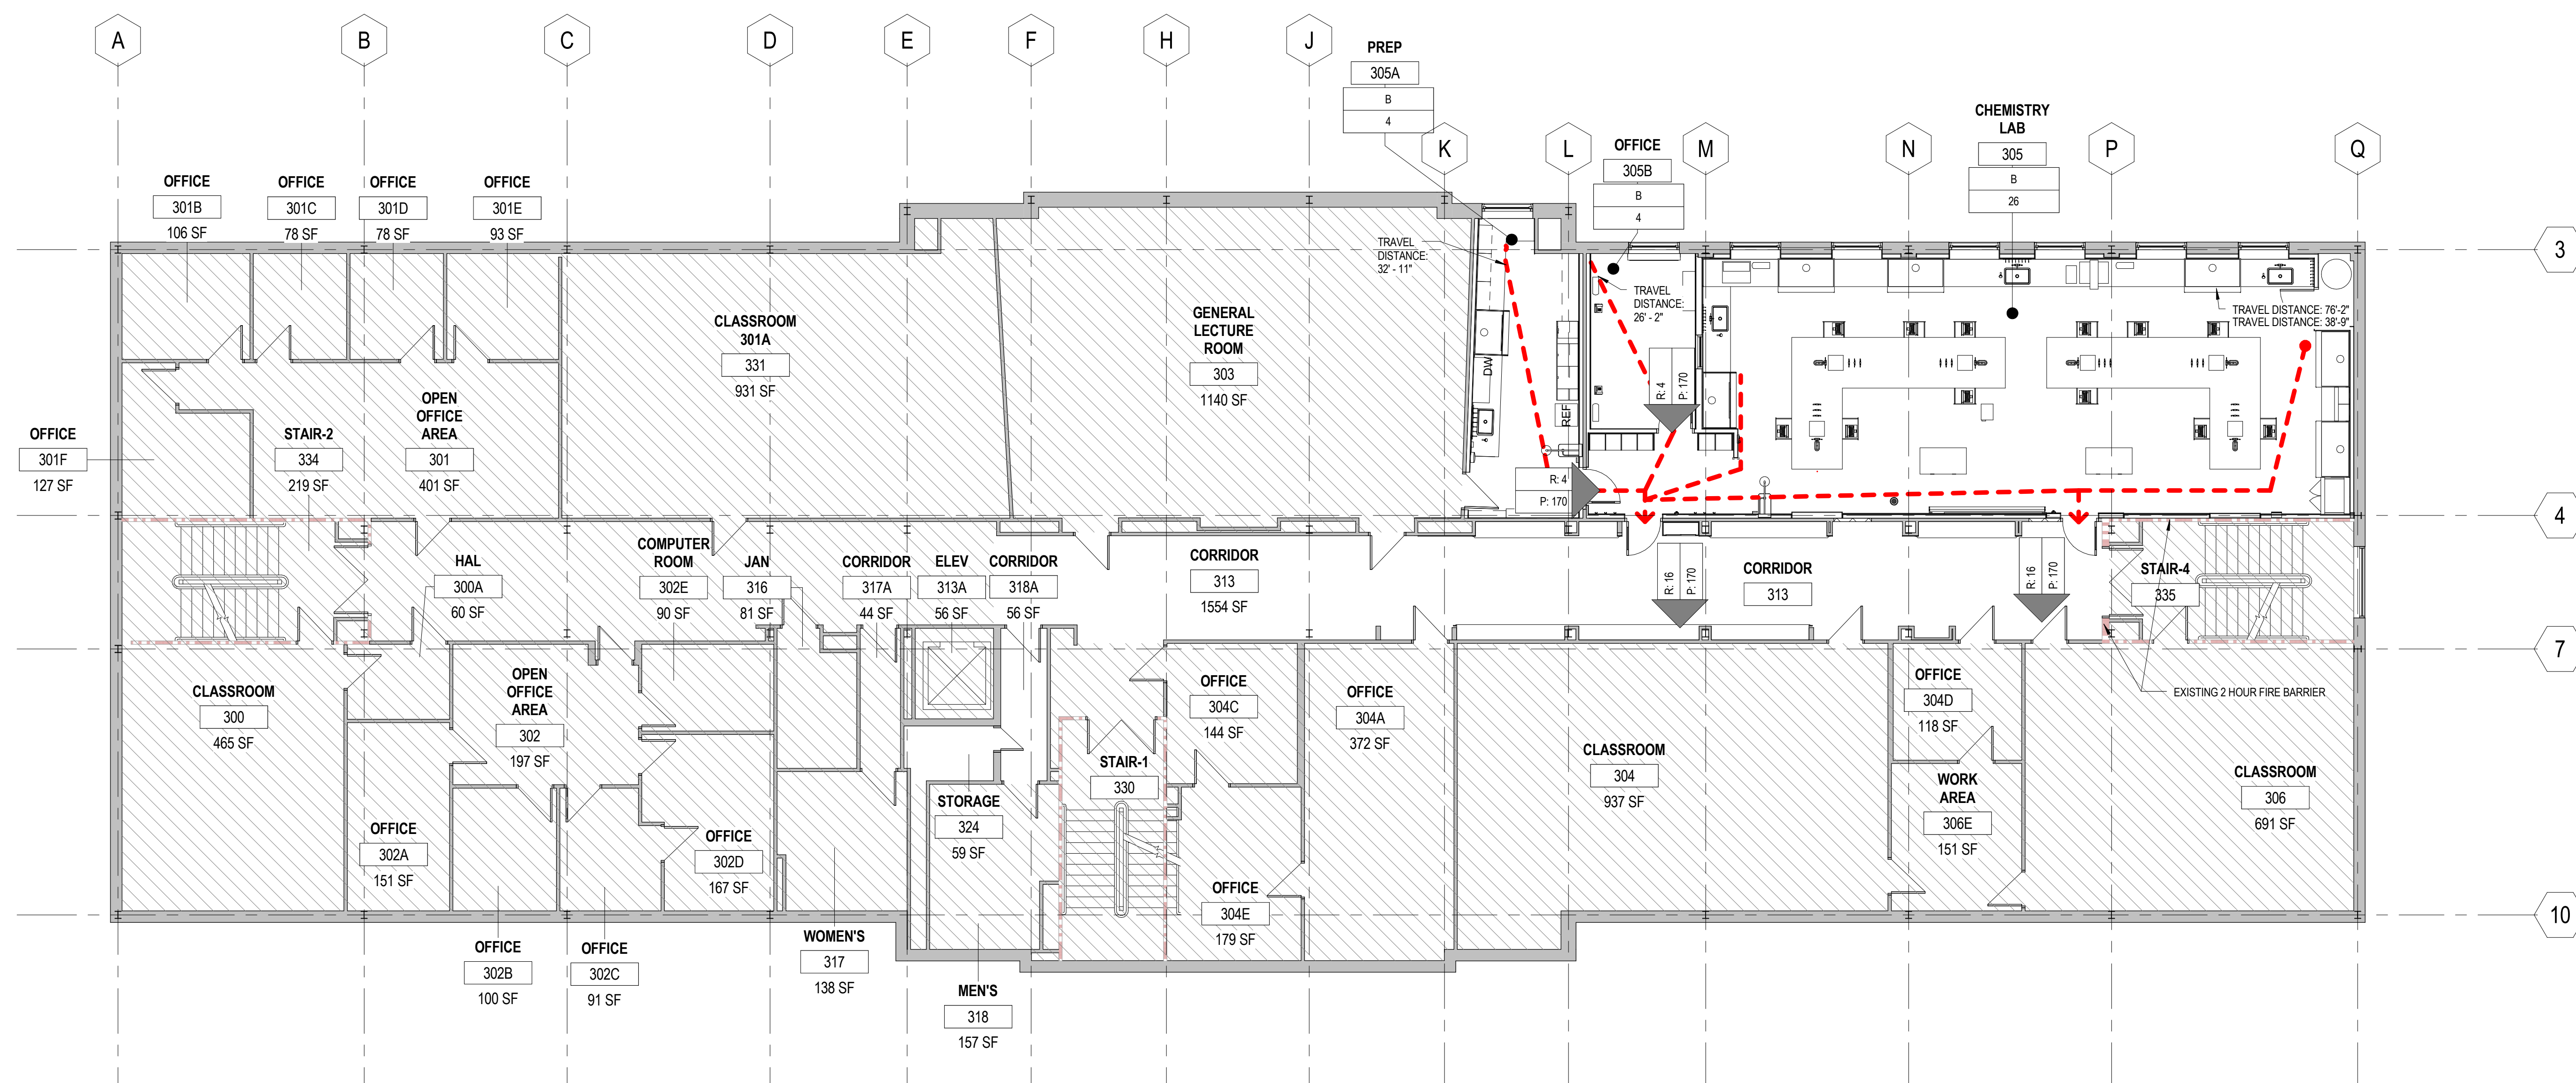 A
B
C
D
E
F
H
J
PREP
305A
B
4
K
L
OFFICE
305B
B
4
M
N
CHEMISTRY
LAB
305
B
26
P
Q
3
4
7
10
OFFICE
301B
106 SF
OFFICE
301C
78 SF
OFFICE
301D
78 SF
OFFICE
301E
93 SF
CLASSROOM
301A
331
931 SF
GENERAL
LECTURE
ROOM
303
1140 SF
TRAVEL
DISTANCE:
32' - 11"
TRAVEL
DISTANCE:
26' - 2"
TRAVEL DISTANCE: 76'-2"
TRAVEL DISTANCE: 38'-9"
DW
REF
R: 4
P: 170
R: 4
P: 170
OFFICE
301F
127 SF
STAIR-2
334
219 SF
OPEN
OFFICE
AREA
301
401 SF
HAL
300A
60 SF
COMPUTER
ROOM
302E
90 SF
JAN
316
81 SF
CORRIDOR
317A
44 SF
ELEV
313A
56 SF
CORRIDOR
318A
56 SF
CORRIDOR
313
1554 SF
R: 16
P: 170
CORRIDOR
313
R: 16
P: 170
STAIR-4
335
EXISTING 2 HOUR FIRE BARRIER
CLASSROOM
300
465 SF
OPEN
OFFICE
AREA
302
197 SF
OFFICE
304C
144 SF
OFFICE
304A
372 SF
CLASSROOM
304
937 SF
OFFICE
304D
118 SF
WORK
AREA
306E
151 SF
CLASSROOM
306
691 SF
STAIR-1
330
STORAGE
324
59 SF
OFFICE
302A
151 SF
OFFICE
302D
167 SF
OFFICE
304E
179 SF
OFFICE
302B
100 SF
OFFICE
302C
91 SF
WOMEN'S
317
138 SF
MEN'S
318
157 SF